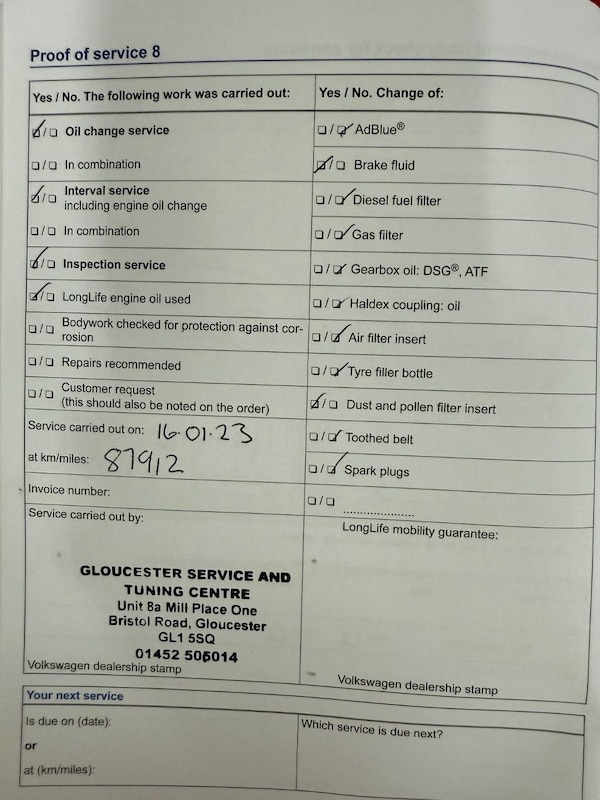 Proof of service 8
Yes / No. The following work was carried out:
☑/☐ Oil change service
☐/☐ In combination
☑/☐ Interval service
including engine oil change
☐/☐ In combination
☑/☐ Inspection service
☑/☐ LongLife engine oil used
☐/☐ Bodywork checked for protection against cor-
rosion
☐/☐ Repairs recommended
☐/☐ Customer request
(this should also be noted on the order)
Service carried out on: 16.01.23
at km/miles: 87912
Invoice number:
Service carried out by:
GLOUCESTER SERVICE AND
TUNING CENTRE
Unit 8a Mill Place One
Bristol Road, Gloucester
GL1 5SQ
01452 506014
Volkswagen dealership stamp
Yes / No. Change of:
☐/☑ AdBlue®
☑/☐ Brake fluid
☐/☑ Diesel fuel filter
☐/☑ Gas filter
☐/☑ Gearbox oil: DSG®, ATF
☐/☑ Haldex coupling: oil
☐/☑ Air filter insert
☐/☑ Tyre filler bottle
☑/☐ Dust and pollen filter insert
☐/☑ Toothed belt
☐/☑ Spark plugs
☐/☐ ....................
LongLife mobility guarantee:
Volkswagen dealership stamp
Your next service
Is due on (date):
or
at (km/miles):
Which service is due next?